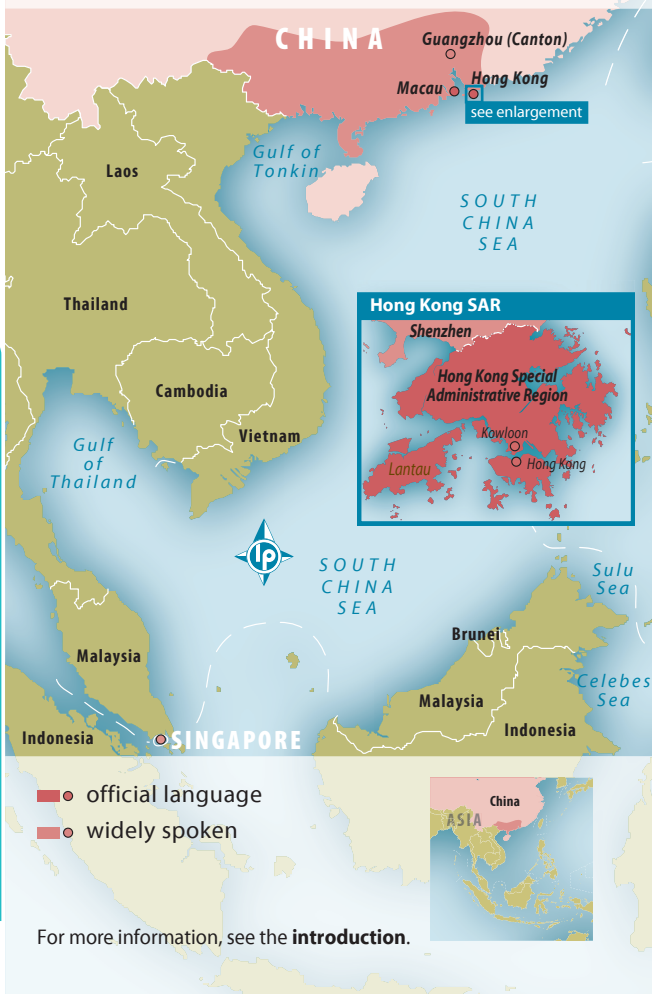 CHINA
Guangzhou (Canton)
Macau
Hong Kong
see enlargement
Gulf of
Tonkin
Laos
SOUTH
CHINA
SEA
Thailand
Hong Kong SAR
Shenzhen
Hong Kong Special
Administrative Region
Kowloon
Hong Kong
Lantau
Cambodia
Vietnam
Gulf
of
Thailand
lp
SOUTH
CHINA
SEA
Sulu
Sea
Brunei
Malaysia
Malaysia
Celebes
Sea
Indonesia
SINGAPORE
Indonesia
official language
widely spoken
China
ASIA
For more information, see the introduction.